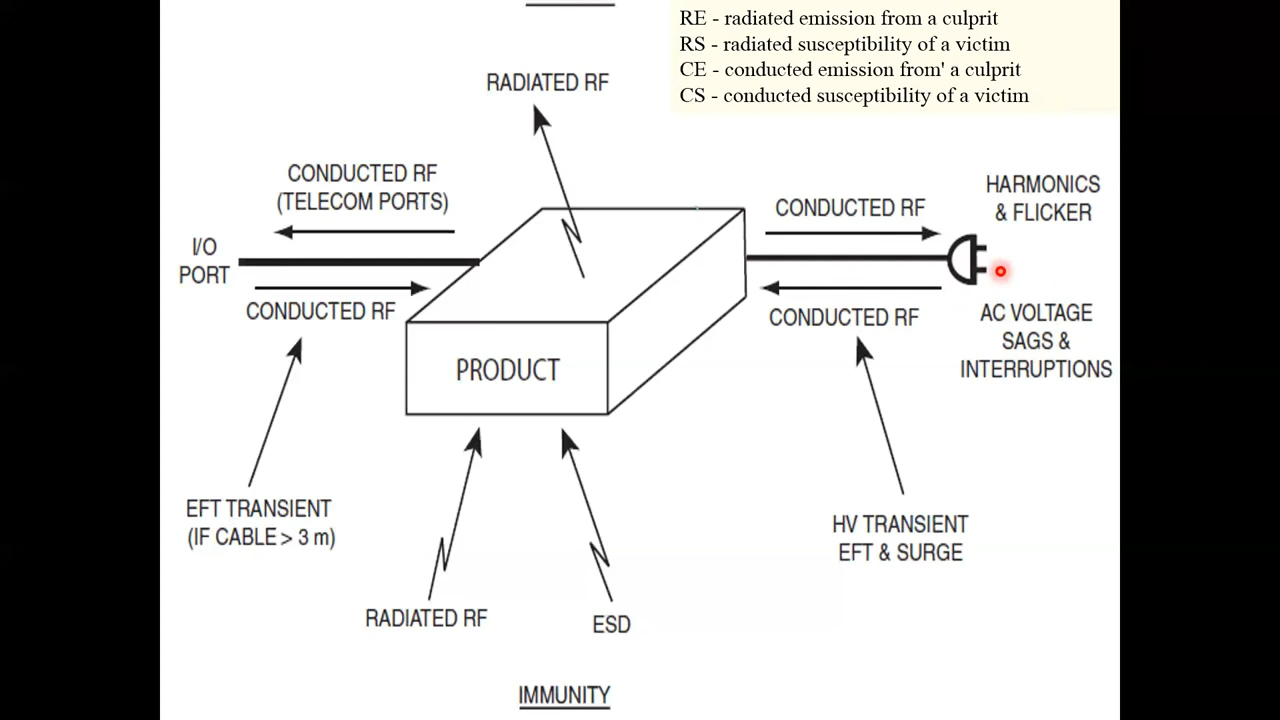 RE - radiated emission from a culprit
RS - radiated susceptibility of a victim
CE - conducted emission from' a culprit
CS - conducted susceptibility of a victim
RADIATED RF
CONDUCTED RF
(TELECOM PORTS)
I/O
PORT
CONDUCTED RF
CONDUCTED RF
HARMONICS
& FLICKER
CONDUCTED RF
AC VOLTAGE
SAGS &
INTERRUPTIONS
PRODUCT
EFT TRANSIENT
(IF CABLE > 3 m)
HV TRANSIENT
EFT & SURGE
RADIATED RF
ESD
IMMUNITY